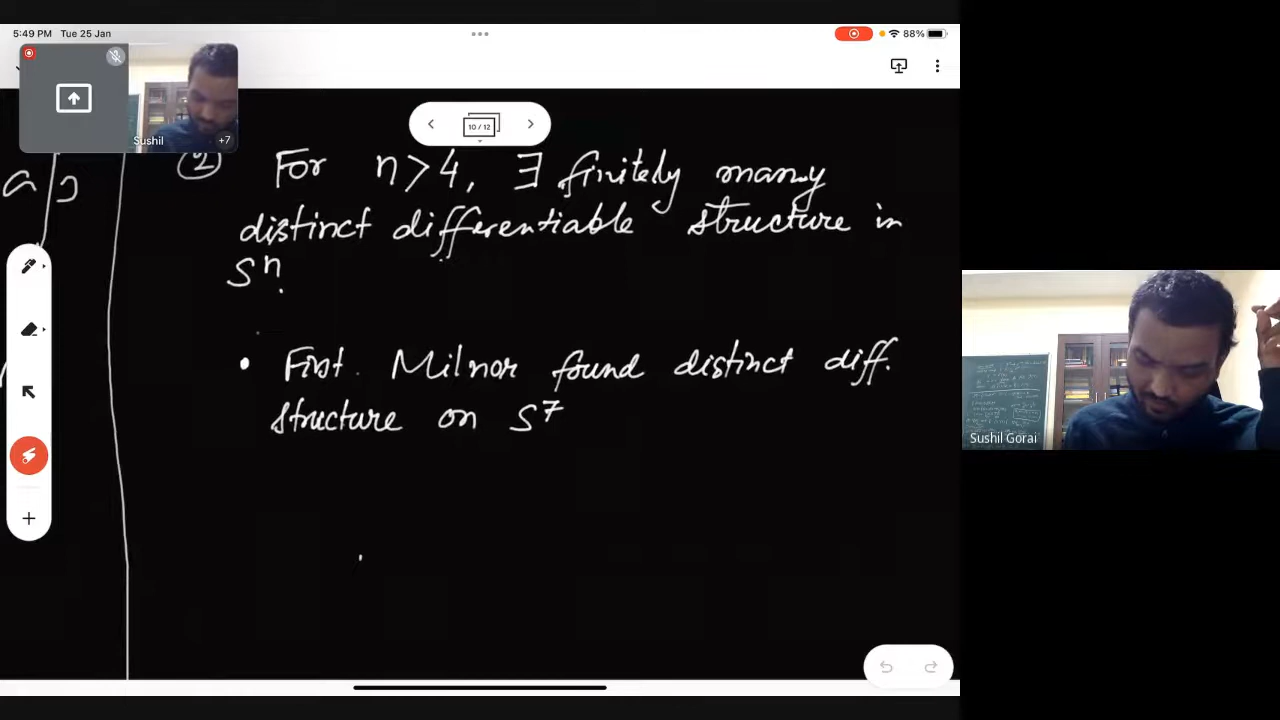 5:49 PM Tue 25 Jan
88%
Sushil
+7
10 / 12
②
For n > 4, ∃ finitely many
distinct differentiable structure in
Sⁿ.
• First. Milnor found distinct diff.
structure on S⁷
Sushil Gorai